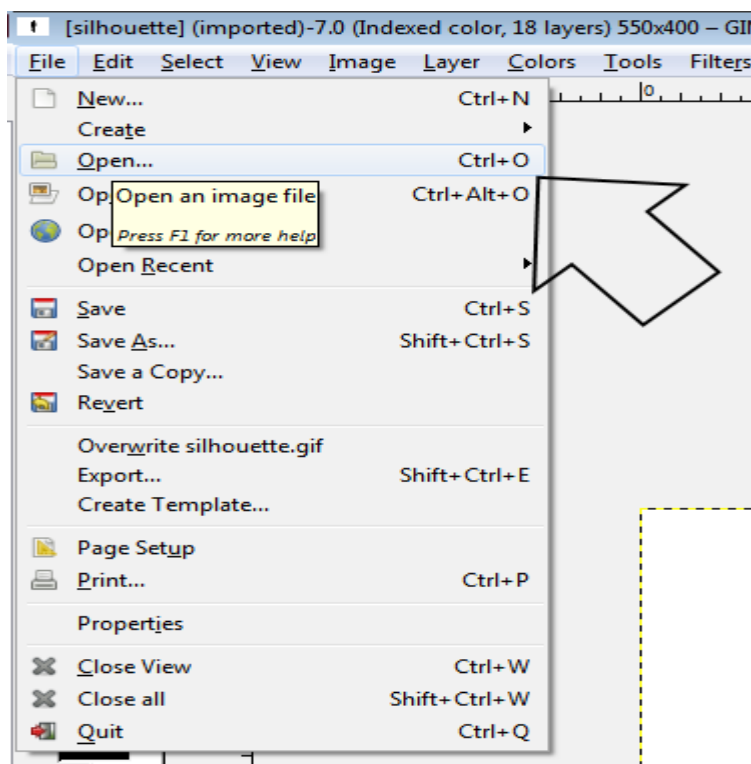 [silhouette] (imported)-7.0 (Indexed color, 18 layers) 550x400 –
File Edit Select View Image Layer Colors Tools Filters
0
New... Ctrl+N
Create
Open... Ctrl+O
Ctrl+Alt+O
Open an image file
Press F1 for more help
Open Recent
Save Ctrl+S
Save As... Shift+Ctrl+S
Save a Copy...
Revert
Overwrite silhouette.gif
Export... Shift+Ctrl+E
Create Template...
Page Setup
Print... Ctrl+P
Properties
Close View Ctrl+W
Close all Shift+Ctrl+W
Quit Ctrl+Q